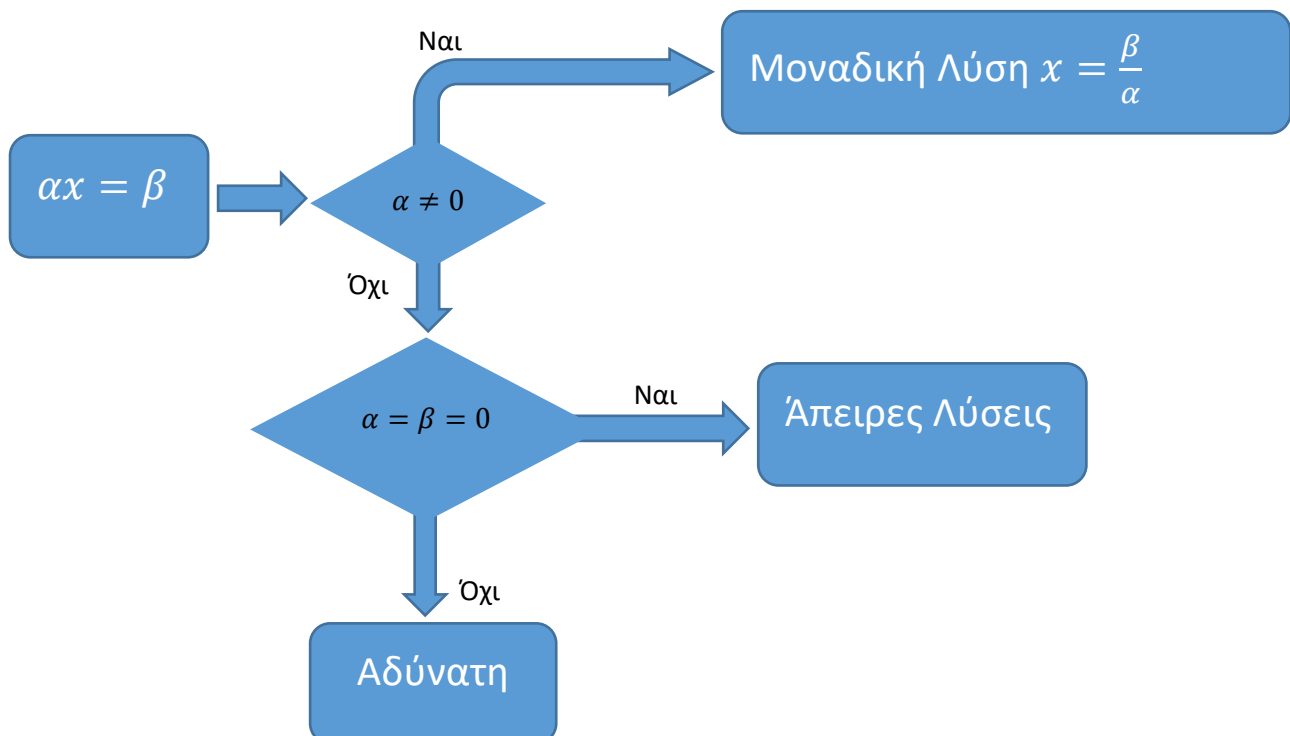 Ναι
Μοναδική Λύση 𝑥 = 𝛽/𝛼
𝛼𝑥 = 𝛽
𝛼 ≠ 0
Όχι
𝛼 = 𝛽 = 0
Ναι
Άπειρες Λύσεις
Όχι
Αδύνατη